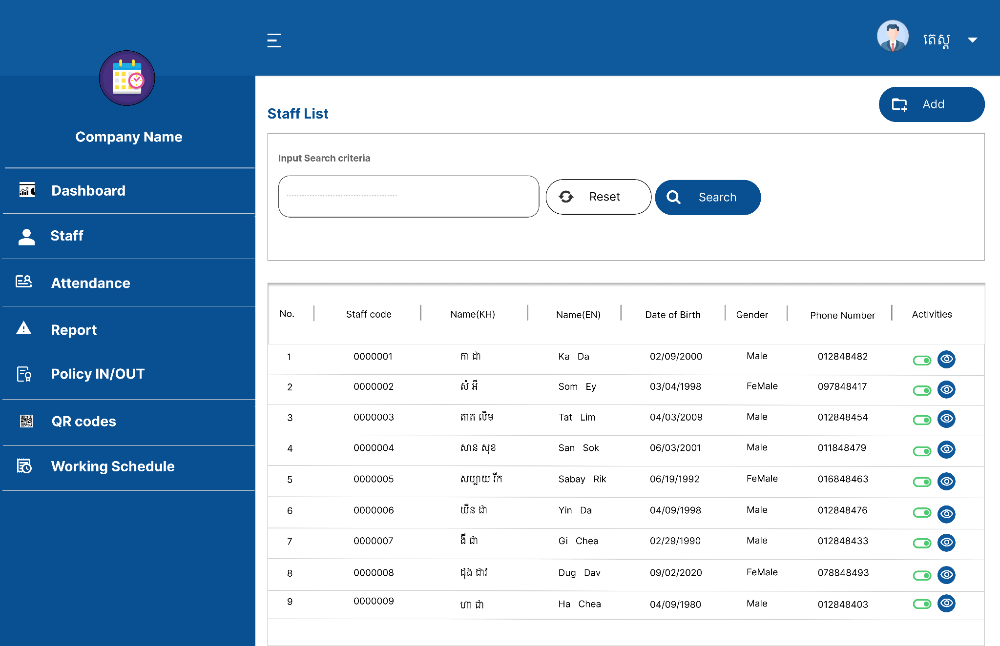 តេស្ត
Company Name
Dashboard
Staff
Attendance
Report
Policy IN/OUT
QR codes
Working Schedule
Add
Staff List
Input Search criteria
Reset
Search
No. Staff code Name(KH) Name(EN) Date of Birth Gender Phone Number Activities
1 0000001 កា ដា Ka Da 02/09/2000 Male 012848482
2 0000002 សំ អី Som Ey 03/04/1998 FeMale 097848417
3 0000003 តាត លិម Tat Lim 04/03/2009 Male 012848454
4 0000004 សាន សុខ San Sok 06/03/2001 Male 011848479
5 0000005 សប្បាយ រីក Sabay Rik 06/19/1992 FeMale 016848463
6 0000006 យឺន ដា Yin Da 04/09/1998 Male 012848476
7 0000007 ងី ជា Gi Chea 02/29/1990 Male 012848433
8 0000008 ដុង ដាវ Dug Dav 09/02/2020 FeMale 078848493
9 0000009 ហា ជា Ha Chea 04/09/1980 Male 012848403